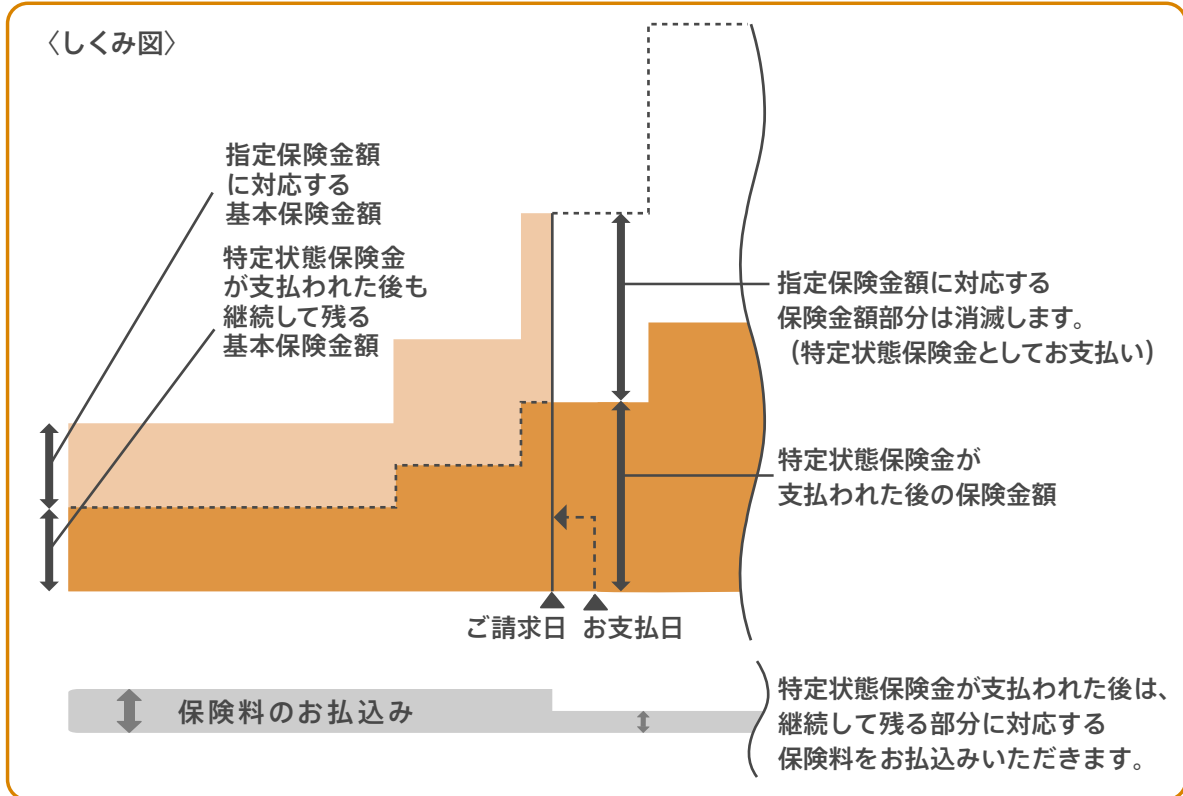 〈しくみ図〉
指定保険金額
に対応する
基本保険金額
特定状態保険金
が支払われた後も
継続して残る
基本保険金額
指定保険金額に対応する
保険金額部分は消滅します。
（特定状態保険金としてお支払い）
特定状態保険金が
支払われた後の保険金額
ご請求日 お支払日
保険料のお払込み
特定状態保険金が支払われた後は、
継続して残る部分に対応する
保険料をお払込みいただきます。